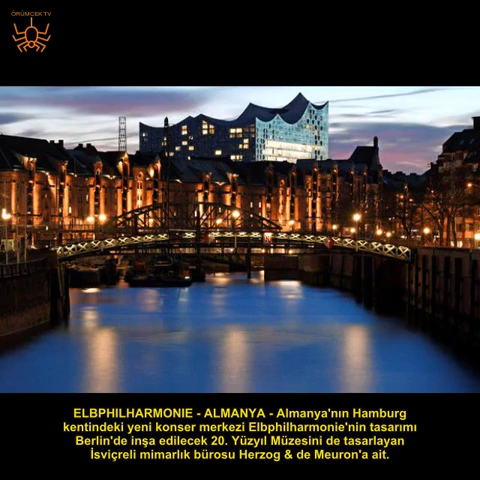 ÖRÜMCEK TV
ELBPHILHARMONIE - ALMANYA - Almanya'nın Hamburg
kentindeki yeni konser merkezi Elbphilharmonie'nin tasarımı
Berlin'de inşa edilecek 20. Yüzyıl Müzesini de tasarlayan
İsviçreli mimarlık bürosu Herzog & de Meuron'a ait.